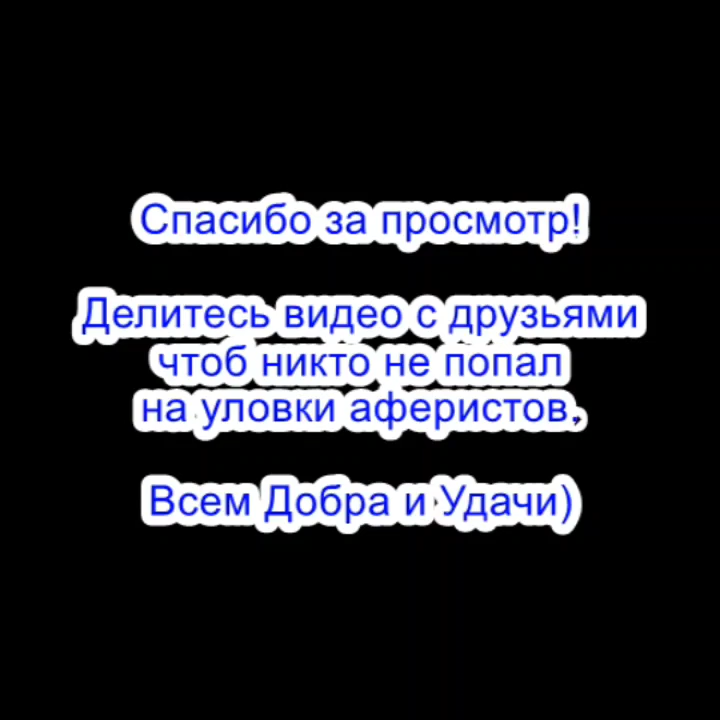 Спасибо за просмотр!
Делитесь видео с друзьями
чтоб никто не попал
на уловки аферистов,
Всем Добра и Удачи)